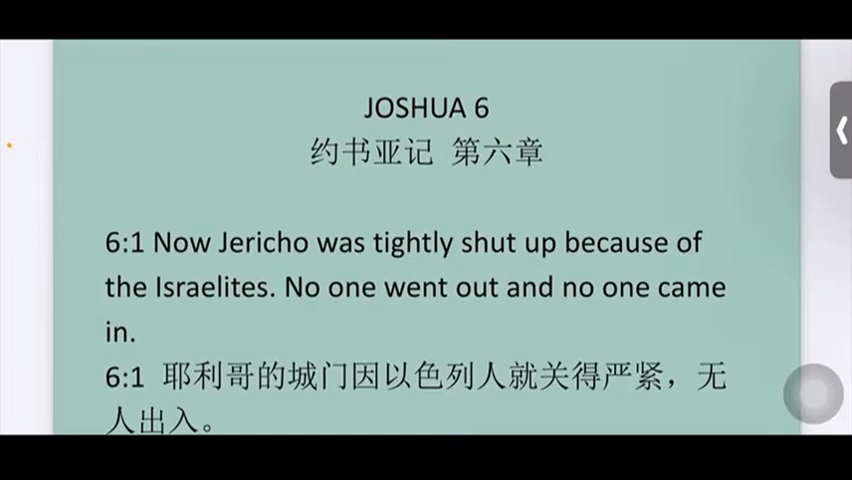 JOSHUA 6
约书亚记 第六章
6:1 Now Jericho was tightly shut up because of
the Israelites. No one went out and no one came
in.
6:1 耶利哥的城门因以色列人就关得严紧，无
人出入。